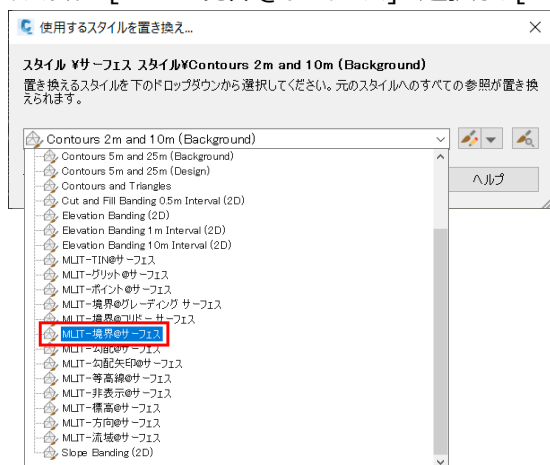 使用するスタイルを置き換え...
スタイル ¥サーフェス スタイル¥Contours 2m and 10m (Background)
置き換えるスタイルを下のドロップダウンから選択してください。元のスタイルへのすべての参照が置き換
えられます。
Contours 2m and 10m (Background)
Contours 5m and 25m (Background)
Contours 5m and 25m (Design)
Contours and Triangles
Cut and Fill Banding 0.5m Interval (2D)
Elevation Banding (2D)
Elevation Banding 1m Interval (2D)
Elevation Banding 10m Interval (2D)
MLIT-TIN@サーフェス
MLIT-グリット@サーフェス
MLIT-ポイント@サーフェス
MLIT-境界@グレーディング サーフェス
MLIT-境界@コリドー サーフェス
MLIT-境界@サーフェス
MLIT-勾配@サーフェス
MLIT-勾配矢印@サーフェス
MLIT-等高線@サーフェス
MLIT-非表示@サーフェス
MLIT-標高@サーフェス
MLIT-方向@サーフェス
MLIT-流域@サーフェス
Slope Banding (2D)
ヘルプ